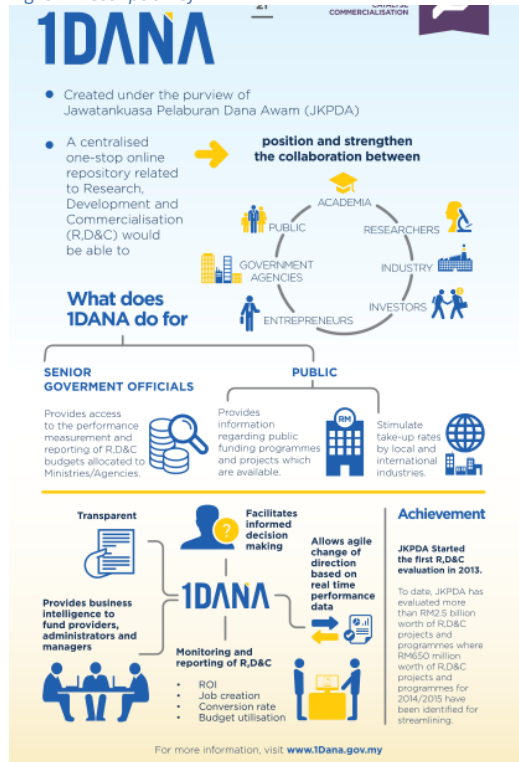 21
COMMERCIALISATION
1DANA
• Created under the purview of
Jawatankuasa Pelaburan Dana Awam (JKPDA)
• A centralised
one-stop online
repository related
to Research,
Development and
Commercialisation
(R,D&C) would
be able to
position and strengthen
the collaboration between
ACADEMIA
PUBLIC
RESEARCHERS
GOVERNMENT
AGENCIES
INDUSTRY
INVESTORS
ENTREPRENEURS
What does
1DANA do for
SENIOR
GOVERMENT OFFICIALS
Provides access
to the performance
measurement and
reporting of R,D&C
budgets allocated to
Ministries/Agencies.
PUBLIC
Provides
information
regarding public
funding programmes
and projects which
are available.
RM
Stimulate
take-up rates
by local and
international
industries.
Transparent
Facilitates
informed
decision
making
?
Allows agile
change of
direction
based on
real time
performance
data
Provides business
intelligence to
fund providers,
administrators and
managers
1DANA
Monitoring and
reporting of R,D&C
• ROI
• Job creation
• Conversion rate
• Budget utilisation
Achievement
JKPDA Started
the first R,D&C
evaluation in 2013.
To date, JKPDA has
evaluated more
than RM2.5 billion
worth of R,D&C
projects and
programmes where
RM650 million
worth of R,D&C
projects and
programmes for
2014/2015 have
been identified for
streamlining.
For more information, visit www.1Dana.gov.my